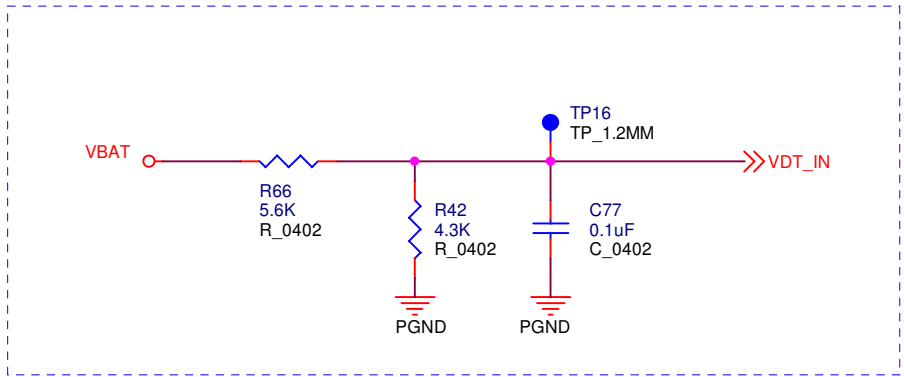 TP16
TP_1.2MM
VBAT
VDT_IN
R66
5.6K
R_0402
R42
4.3K
R_0402
C77
0.1uF
C_0402
PGND
PGND